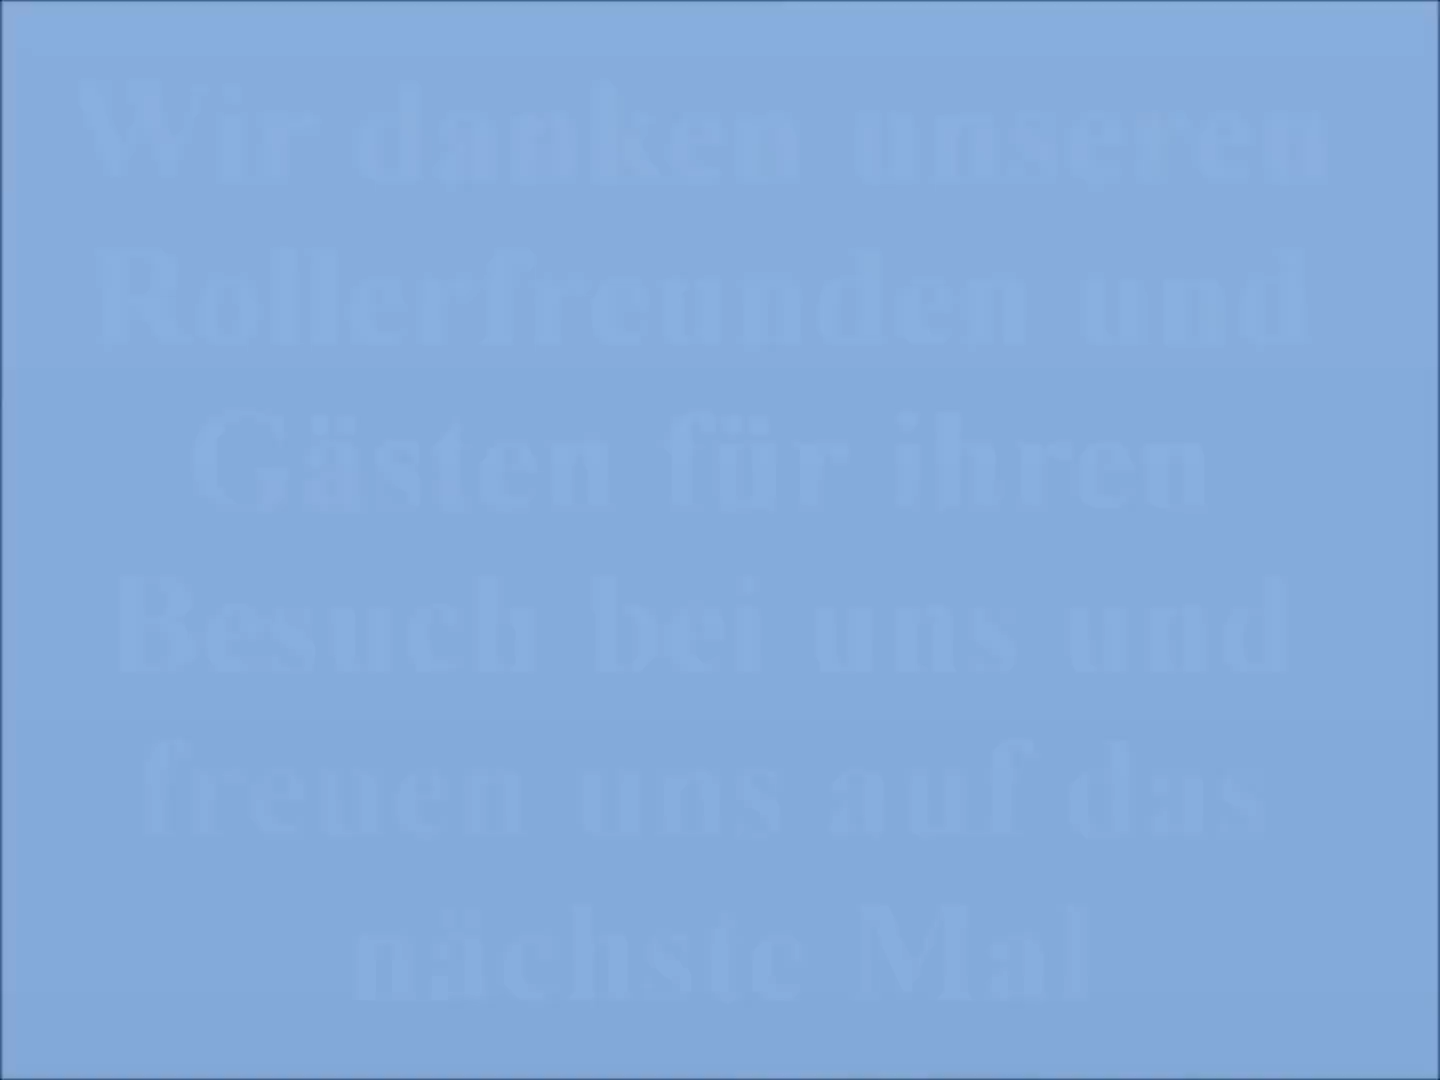 Wir danken unseren
Rollerfreunden und
Gästen für ihren
Besuch bei uns und
freuen uns auf das
nächste Mal